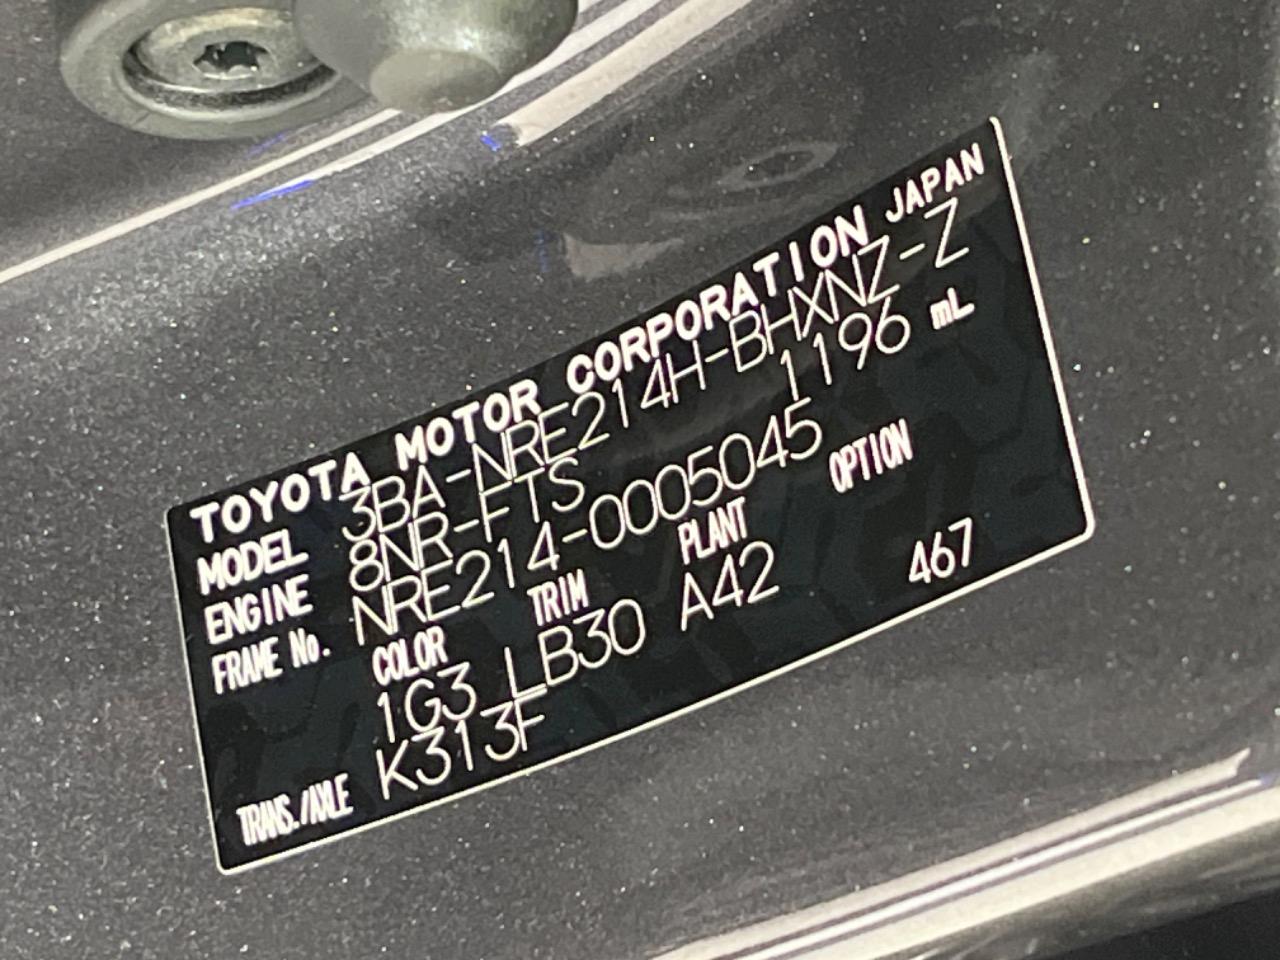 TOYOTA MOTOR CORPORATION JAPAN
MODEL 3BA-NRE214H-BHXNZ-Z
ENGINE 8NR-FTS 1196 mL
FRAME No. NRE214-0005045
COLOR TRIM PLANT OPTION
1G3 LB30 A42 467
TRANS./AXLE K313F